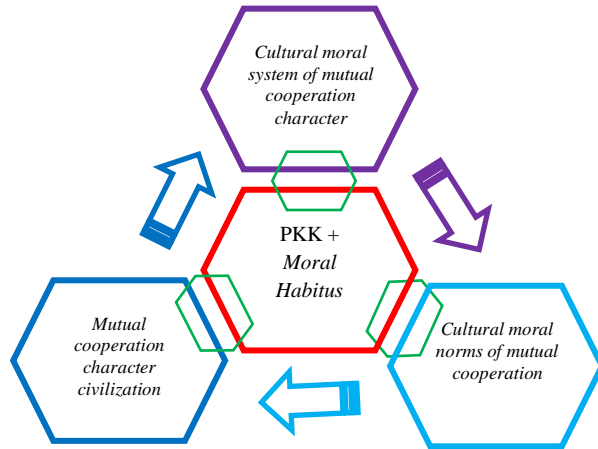 Cultural moral
system of mutual
cooperation
character
PKK +
Moral
Habitus
Mutual
cooperation
character
civilization
Cultural moral
norms of mutual
cooperation